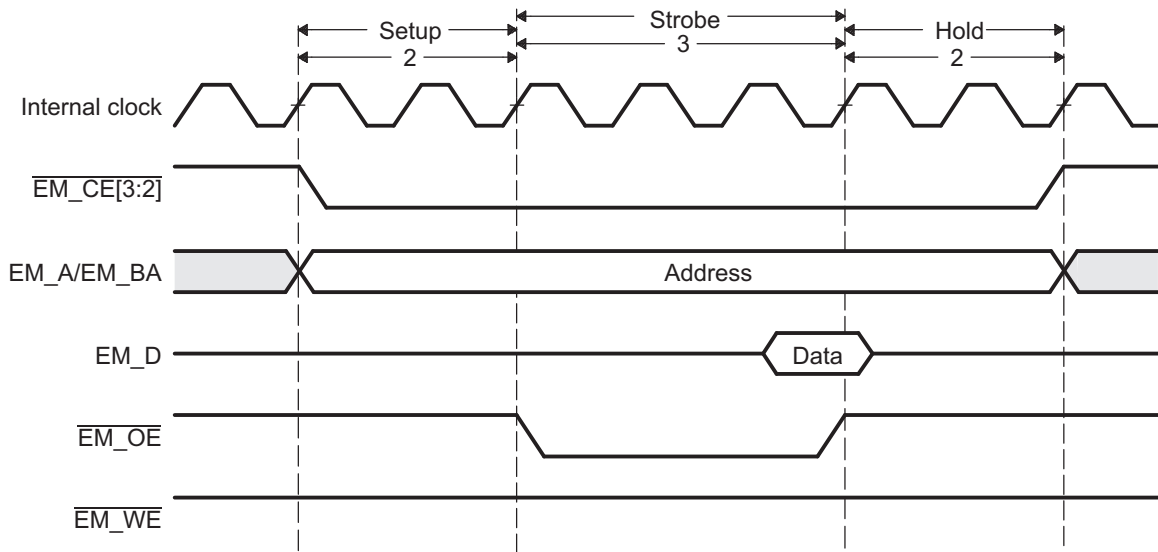 Setup
Strobe
Hold
2
3
2
Internal clock
EM_CE[3:2]
EM_A/EM_BA
Address
EM_D
Data
EM_OE
EM_WE